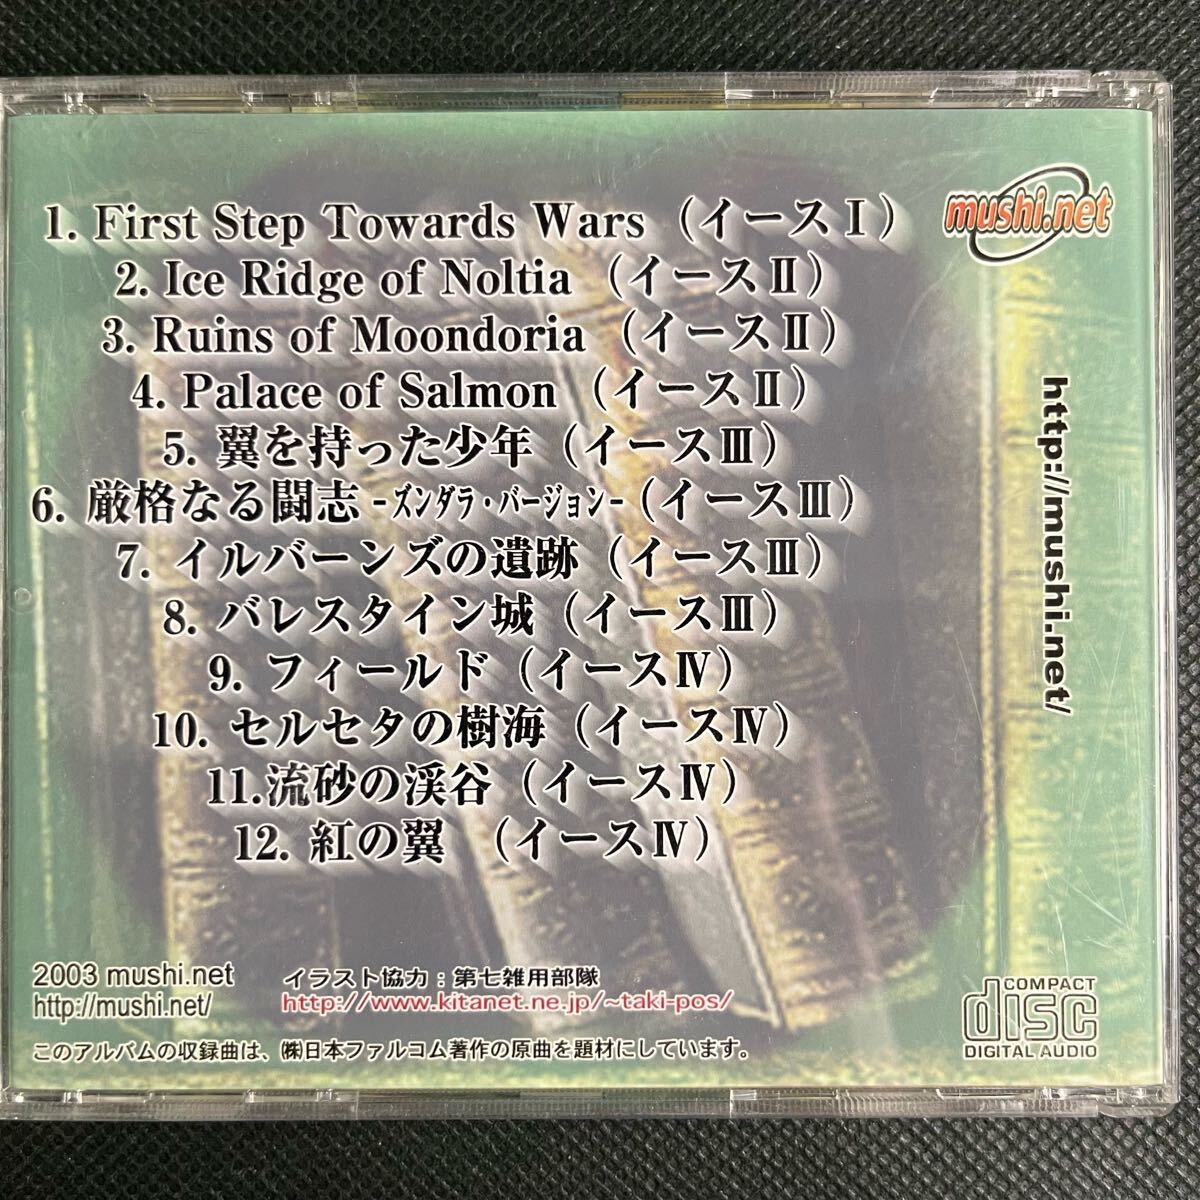 1. First Step Towards Wars (イースⅠ)
2. Ice Ridge of Noltia (イースⅡ)
3. Ruins of Moondoria (イースⅡ)
4. Palace of Salmon (イースⅡ)
5. 翼を持った少年 (イースⅢ)
6. 厳格なる闘志 -ズンダラ・バージョン- (イースⅢ)
7. イルバーンズの遺跡 (イースⅢ)
8. バレスタイン城 (イースⅢ)
9. フィールド (イースⅣ)
10. セルセタの樹海 (イースⅣ)
11.流砂の渓谷 (イースⅣ)
12. 紅の翼 (イースⅣ)
mushi.net
http://mushi.net/
2003 mushi.net
http://mushi.net/
イラスト協力:第七雑用部隊
http://www.kitanet.ne.jp/~taki-pos/
このアルバムの収録曲は、㈱日本ファルコム著作の原曲を題材にしています。
COMPACT
disc
DIGITAL AUDIO